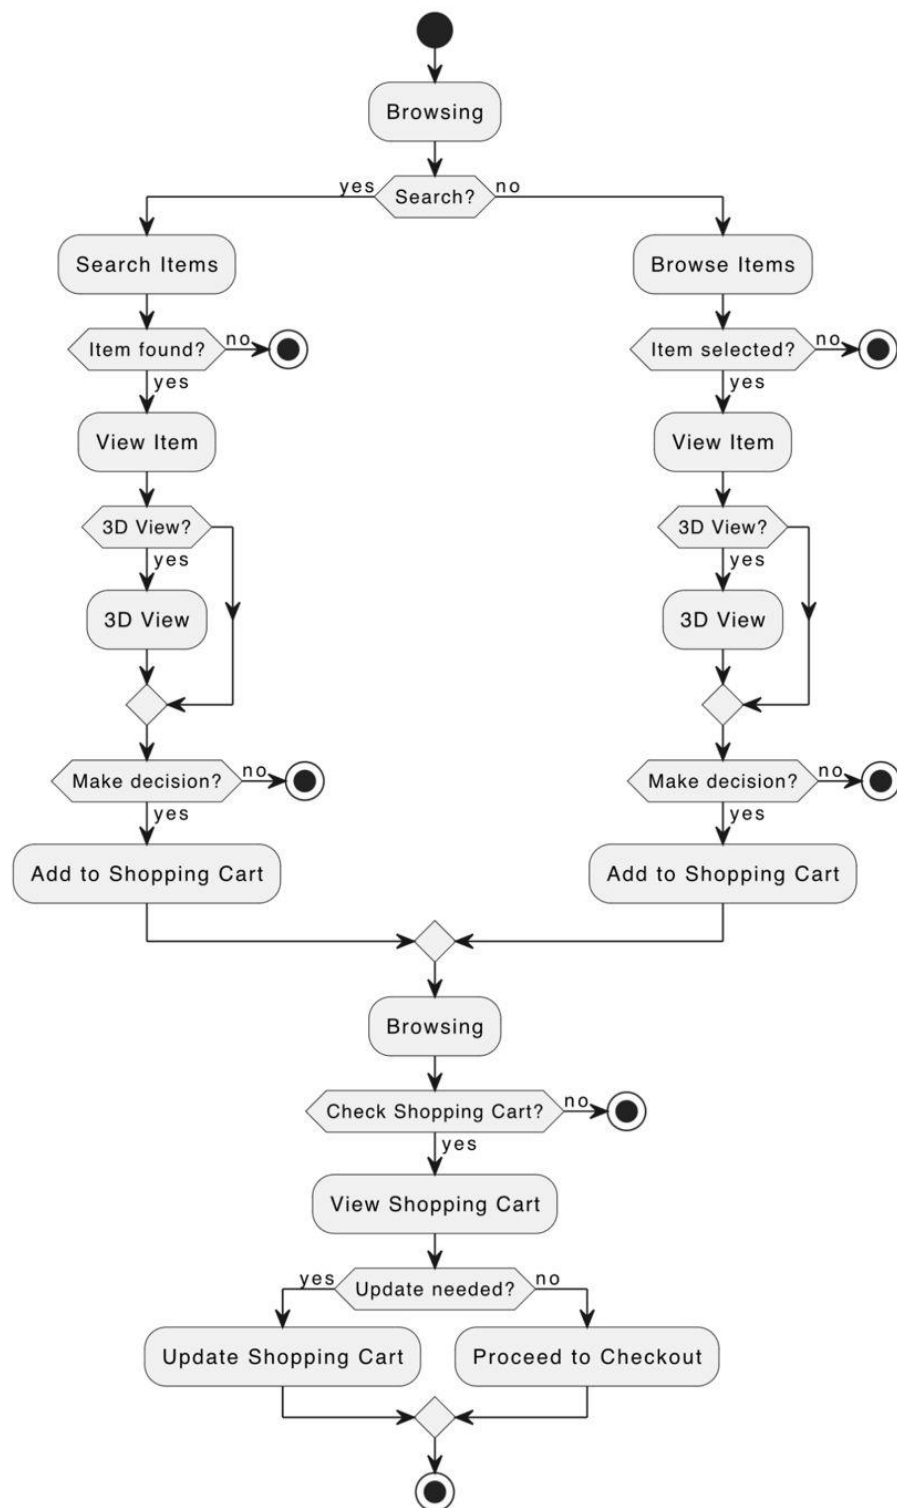 Browsing
yes
Search?
no
Search Items
Browse Items
Item found?
no
Item selected?
no
yes
yes
View Item
View Item
3D View?
3D View?
yes
yes
3D View
3D View
Make decision?
no
Make decision?
no
yes
yes
Add to Shopping Cart
Add to Shopping Cart
Browsing
Check Shopping Cart?
no
yes
View Shopping Cart
yes
Update needed?
no
Update Shopping Cart
Proceed to Checkout